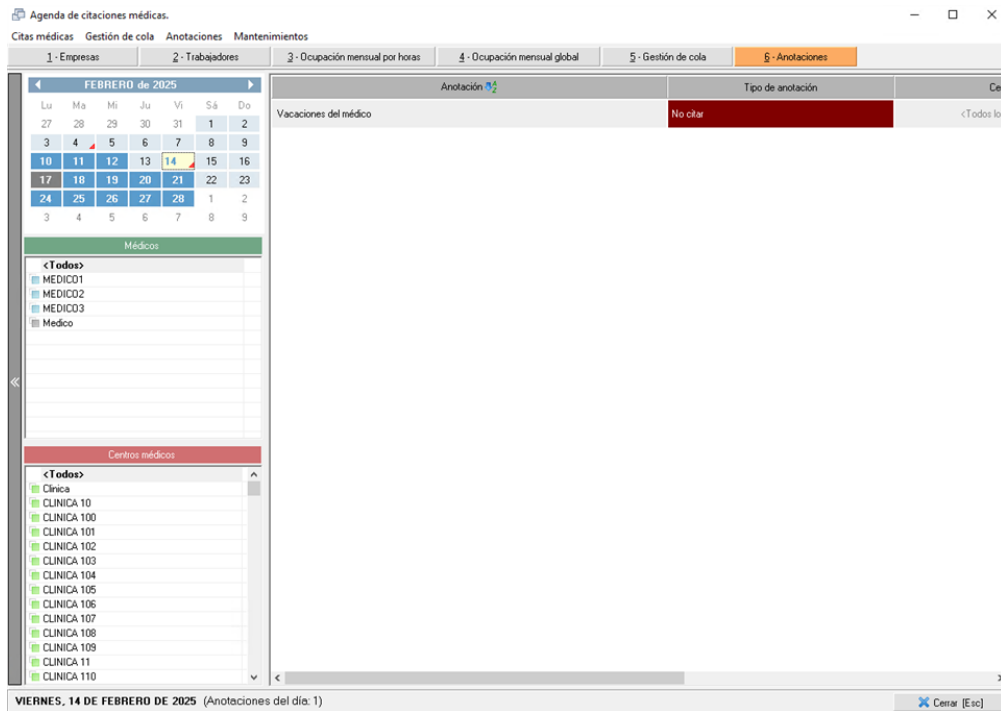 Agenda de citaciones médicas.
Citas médicas Gestión de cola Anotaciones Mantenimientos
1 - Empresas 2 - Trabajadores 3 - Ocupación mensual por horas 4 - Ocupación mensual global 5 - Gestión de cola 6 - Anotaciones
FEBRERO de 2025
Lu Ma Mi Ju Vi Sá Do
27 28 29 30 31 1 2
3 4 5 6 7 8 9
10 11 12 13 14 15 16
17 18 19 20 21 22 23
24 25 26 27 28 1 2
3 4 5 6 7 8 9
Médicos
<Todos>
MEDICO1
MEDICO2
MEDICO3
Medico
Centros médicos
<Todos>
Clinica
CLINICA 10
CLINICA 100
CLINICA 101
CLINICA 102
CLINICA 103
CLINICA 104
CLINICA 105
CLINICA 106
CLINICA 107
CLINICA 108
CLINICA 109
CLINICA 11
CLINICA 110
Anotación Tipo de anotación Ce
Vacaciones del médico No citar <Todos lo
VIERNES, 14 DE FEBRERO DE 2025 (Anotaciones del día: 1)
Cerrar [Esc]